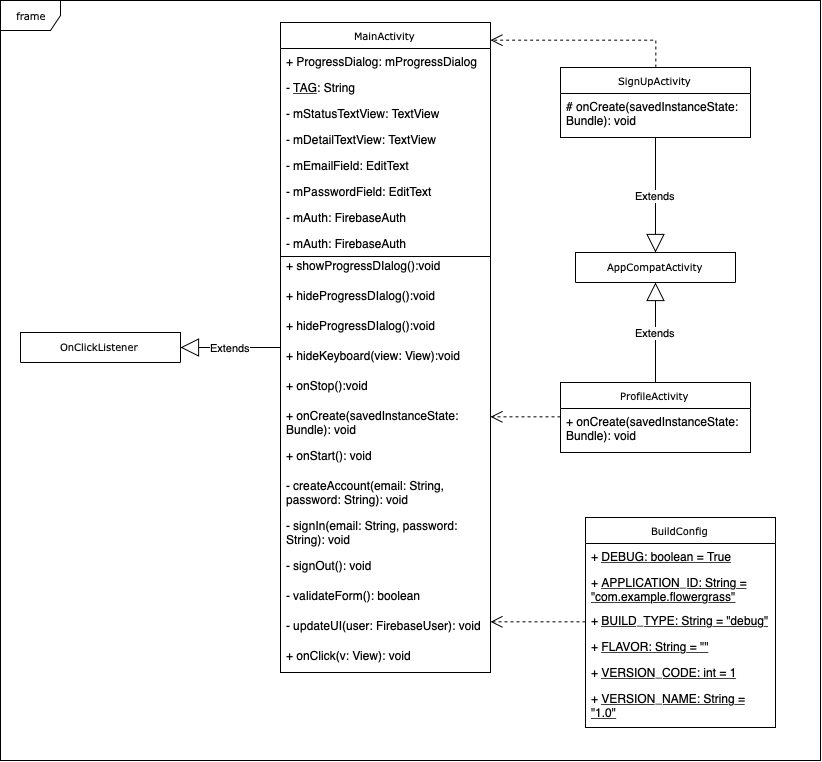 frame
MainActivity
+ ProgressDialog: mProgressDialog
- TAG: String
- mStatusTextView: TextView
- mDetailTextView: TextView
- mEmailField: EditText
- mPasswordField: EditText
- mAuth: FirebaseAuth
- mAuth: FirebaseAuth
+ showProgressDIalog():void
+ hideProgressDIalog():void
+ hideProgressDIalog():void
+ hideKeyboard(view: View):void
+ onStop():void
+ onCreate(savedInstanceState:
Bundle): void
+ onStart(): void
- createAccount(email: String,
password: String): void
- signIn(email: String, password:
String): void
- signOut(): void
- validateForm(): boolean
- updateUI(user: FirebaseUser): void
+ onClick(v: View): void
OnClickListener
Extends
SignUpActivity
# onCreate(savedInstanceState:
Bundle): void
Extends
AppCompatActivity
Extends
ProfileActivity
+ onCreate(savedInstanceState:
Bundle): void
BuildConfig
+ DEBUG: boolean = True
+ APPLICATION_ID: String =
"com.example.flowergrass"
+ BUILD_TYPE: String = "debug"
+ FLAVOR: String = ""
+ VERSION_CODE: int = 1
+ VERSION_NAME: String =
"1.0"